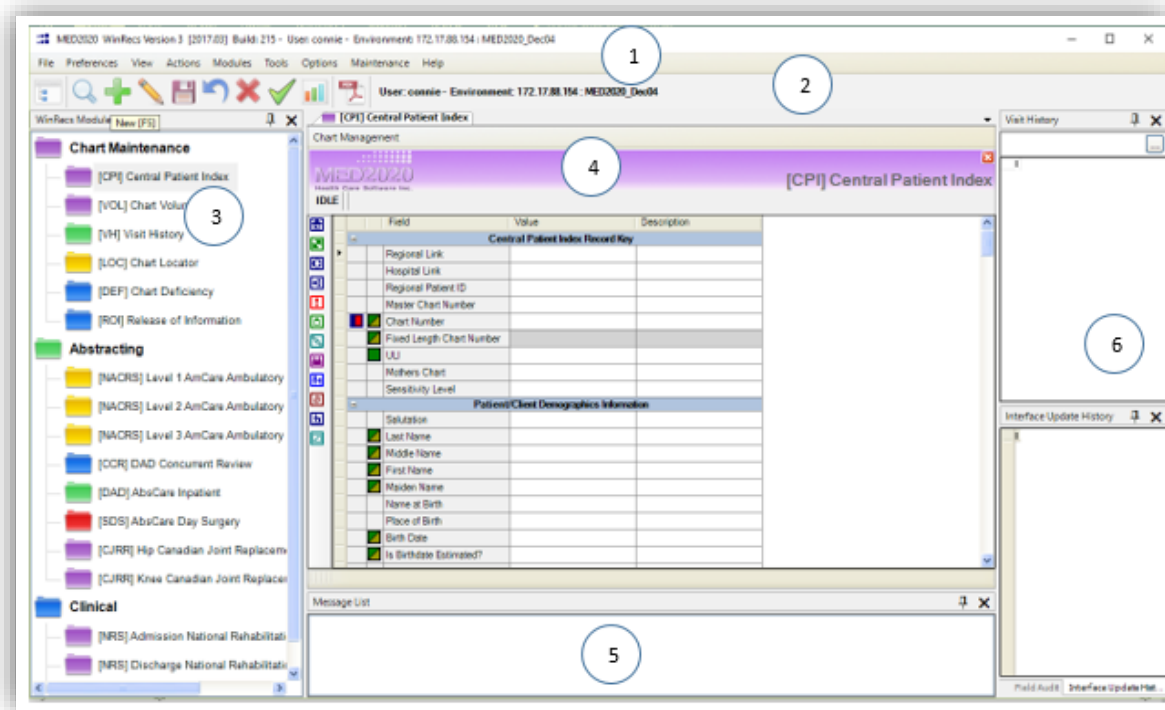 MED2020 WinRecs Version 3 [2017.03] Build: 215 - User: connie - Environment: 172.17.88.154 : MED2020_Dec04
1
File Preferences View Actions Modules Tools Options Maintenance Help
2
User: connie - Environment: 172.17.88.154 : MED2020_Dec04
WinRecs Module
New [F5]
[CPI] Central Patient Index
Visit History
Chart Management
4
MED2020
Health Care Software Inc.
[CPI] Central Patient Index
IDLE
Chart Maintenance
[CPI] Central Patient Index
[VOL] Chart Volu
3
[VH] Visit History
[LOC] Chart Locator
[DEF] Chart Deficiency
[ROI] Release of Information
Abstracting
[NACRS] Level 1 AmCare Ambulatory
[NACRS] Level 2 AmCare Ambulatory
[NACRS] Level 3 AmCare Ambulatory
[CCR] DAD Concurrent Review
[DAD] AbsCare Inpatient
[SDS] AbsCare Day Surgery
[CJRR] Hip Canadian Joint Replacem
[CJRR] Knee Canadian Joint Replacer
Clinical
[NRS] Admission National Rehabilitati
[NRS] Discharge National Rehabilitati
Field Value Description
Central Patient Index Record Key
Regional Link
Hospital Link
Regional Patient ID
Master Chart Number
Chart Number
Fixed Length Chart Number
ULI
Mothers Chart
Sensitivity Level
Patient/Client Demographics Information
Salutation
Last Name
Middle Name
First Name
Maiden Name
Name at Birth
Place of Birth
Birth Date
Is Birthdate Estimated?
Message List
5
6
Interface Update History
Field Audit Interface Update Hist...